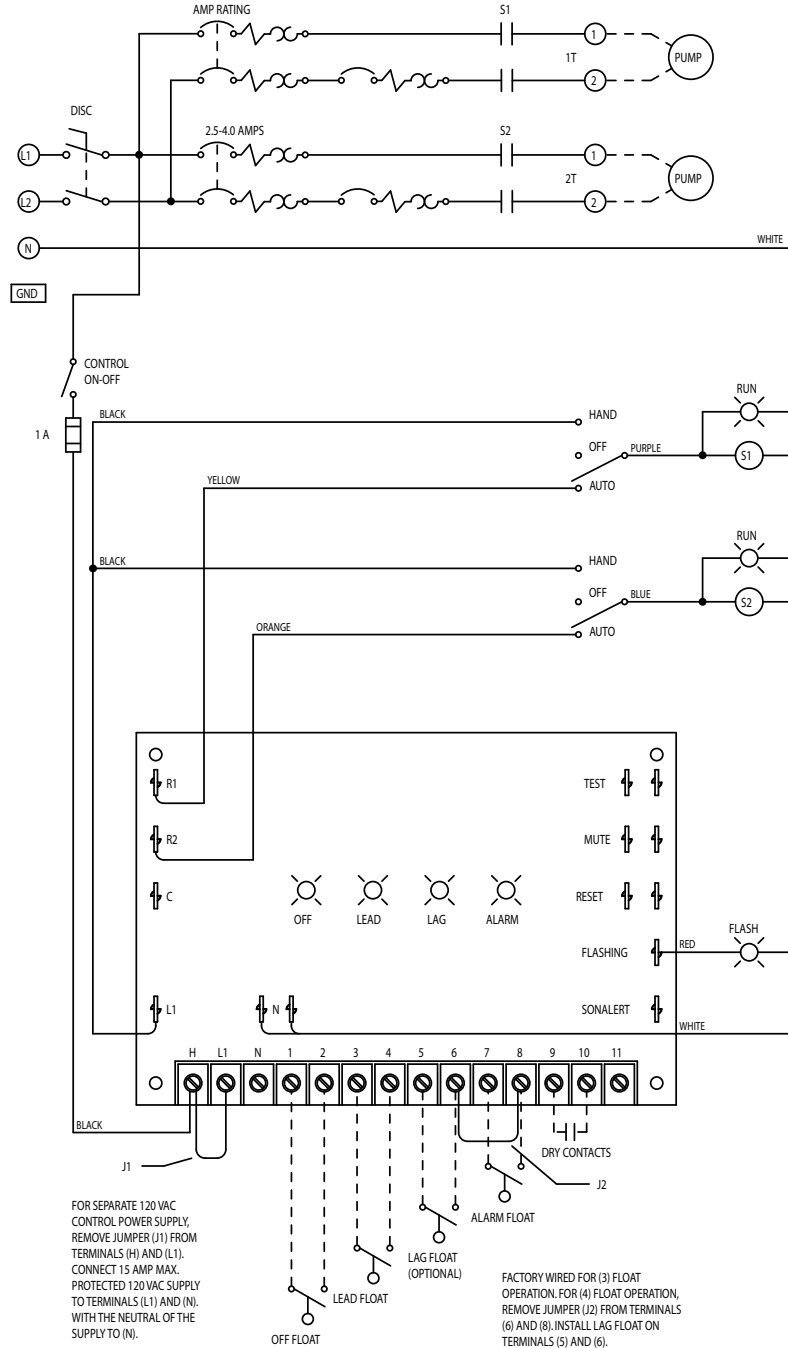 AMP RATING
S1
1
1T
PUMP
2
DISC
2.5-4.0 AMPS
S2
L1
1
2T
PUMP
L2
2
N
WHITE
GND
CONTROL
ON-OFF
1 A
BLACK
HAND
RUN
OFF
PURPLE
S1
YELLOW
AUTO
BLACK
HAND
RUN
OFF
BLUE
S2
ORANGE
AUTO
R1
TEST
R2
MUTE
C
RESET
OFF
LEAD
LAG
ALARM
FLASHING
RED
FLASH
L1
N
SONALERT
WHITE
H
L1
N
1
2
3
4
5
6
7
8
9
10
11
BLACK
J1
DRY CONTACTS
J2
ALARM FLOAT
LAG FLOAT
(OPTIONAL)
LEAD FLOAT
OFF FLOAT
FOR SEPARATE 120 VAC
CONTROL POWER SUPPLY,
REMOVE JUMPER (J1) FROM
TERMINALS (H) AND (L1).
CONNECT 15 AMP MAX.
PROTECTED 120 VAC SUPPLY
TO TERMINALS (L1) AND (N).
WITH THE NEUTRAL OF THE
SUPPLY TO (N).
FACTORY WIRED FOR (3) FLOAT
OPERATION. FOR (4) FLOAT OPERATION,
REMOVE JUMPER (J2) FROM TERMINALS
(6) AND (8). INSTALL LAG FLOAT ON
TERMINALS (5) AND (6).